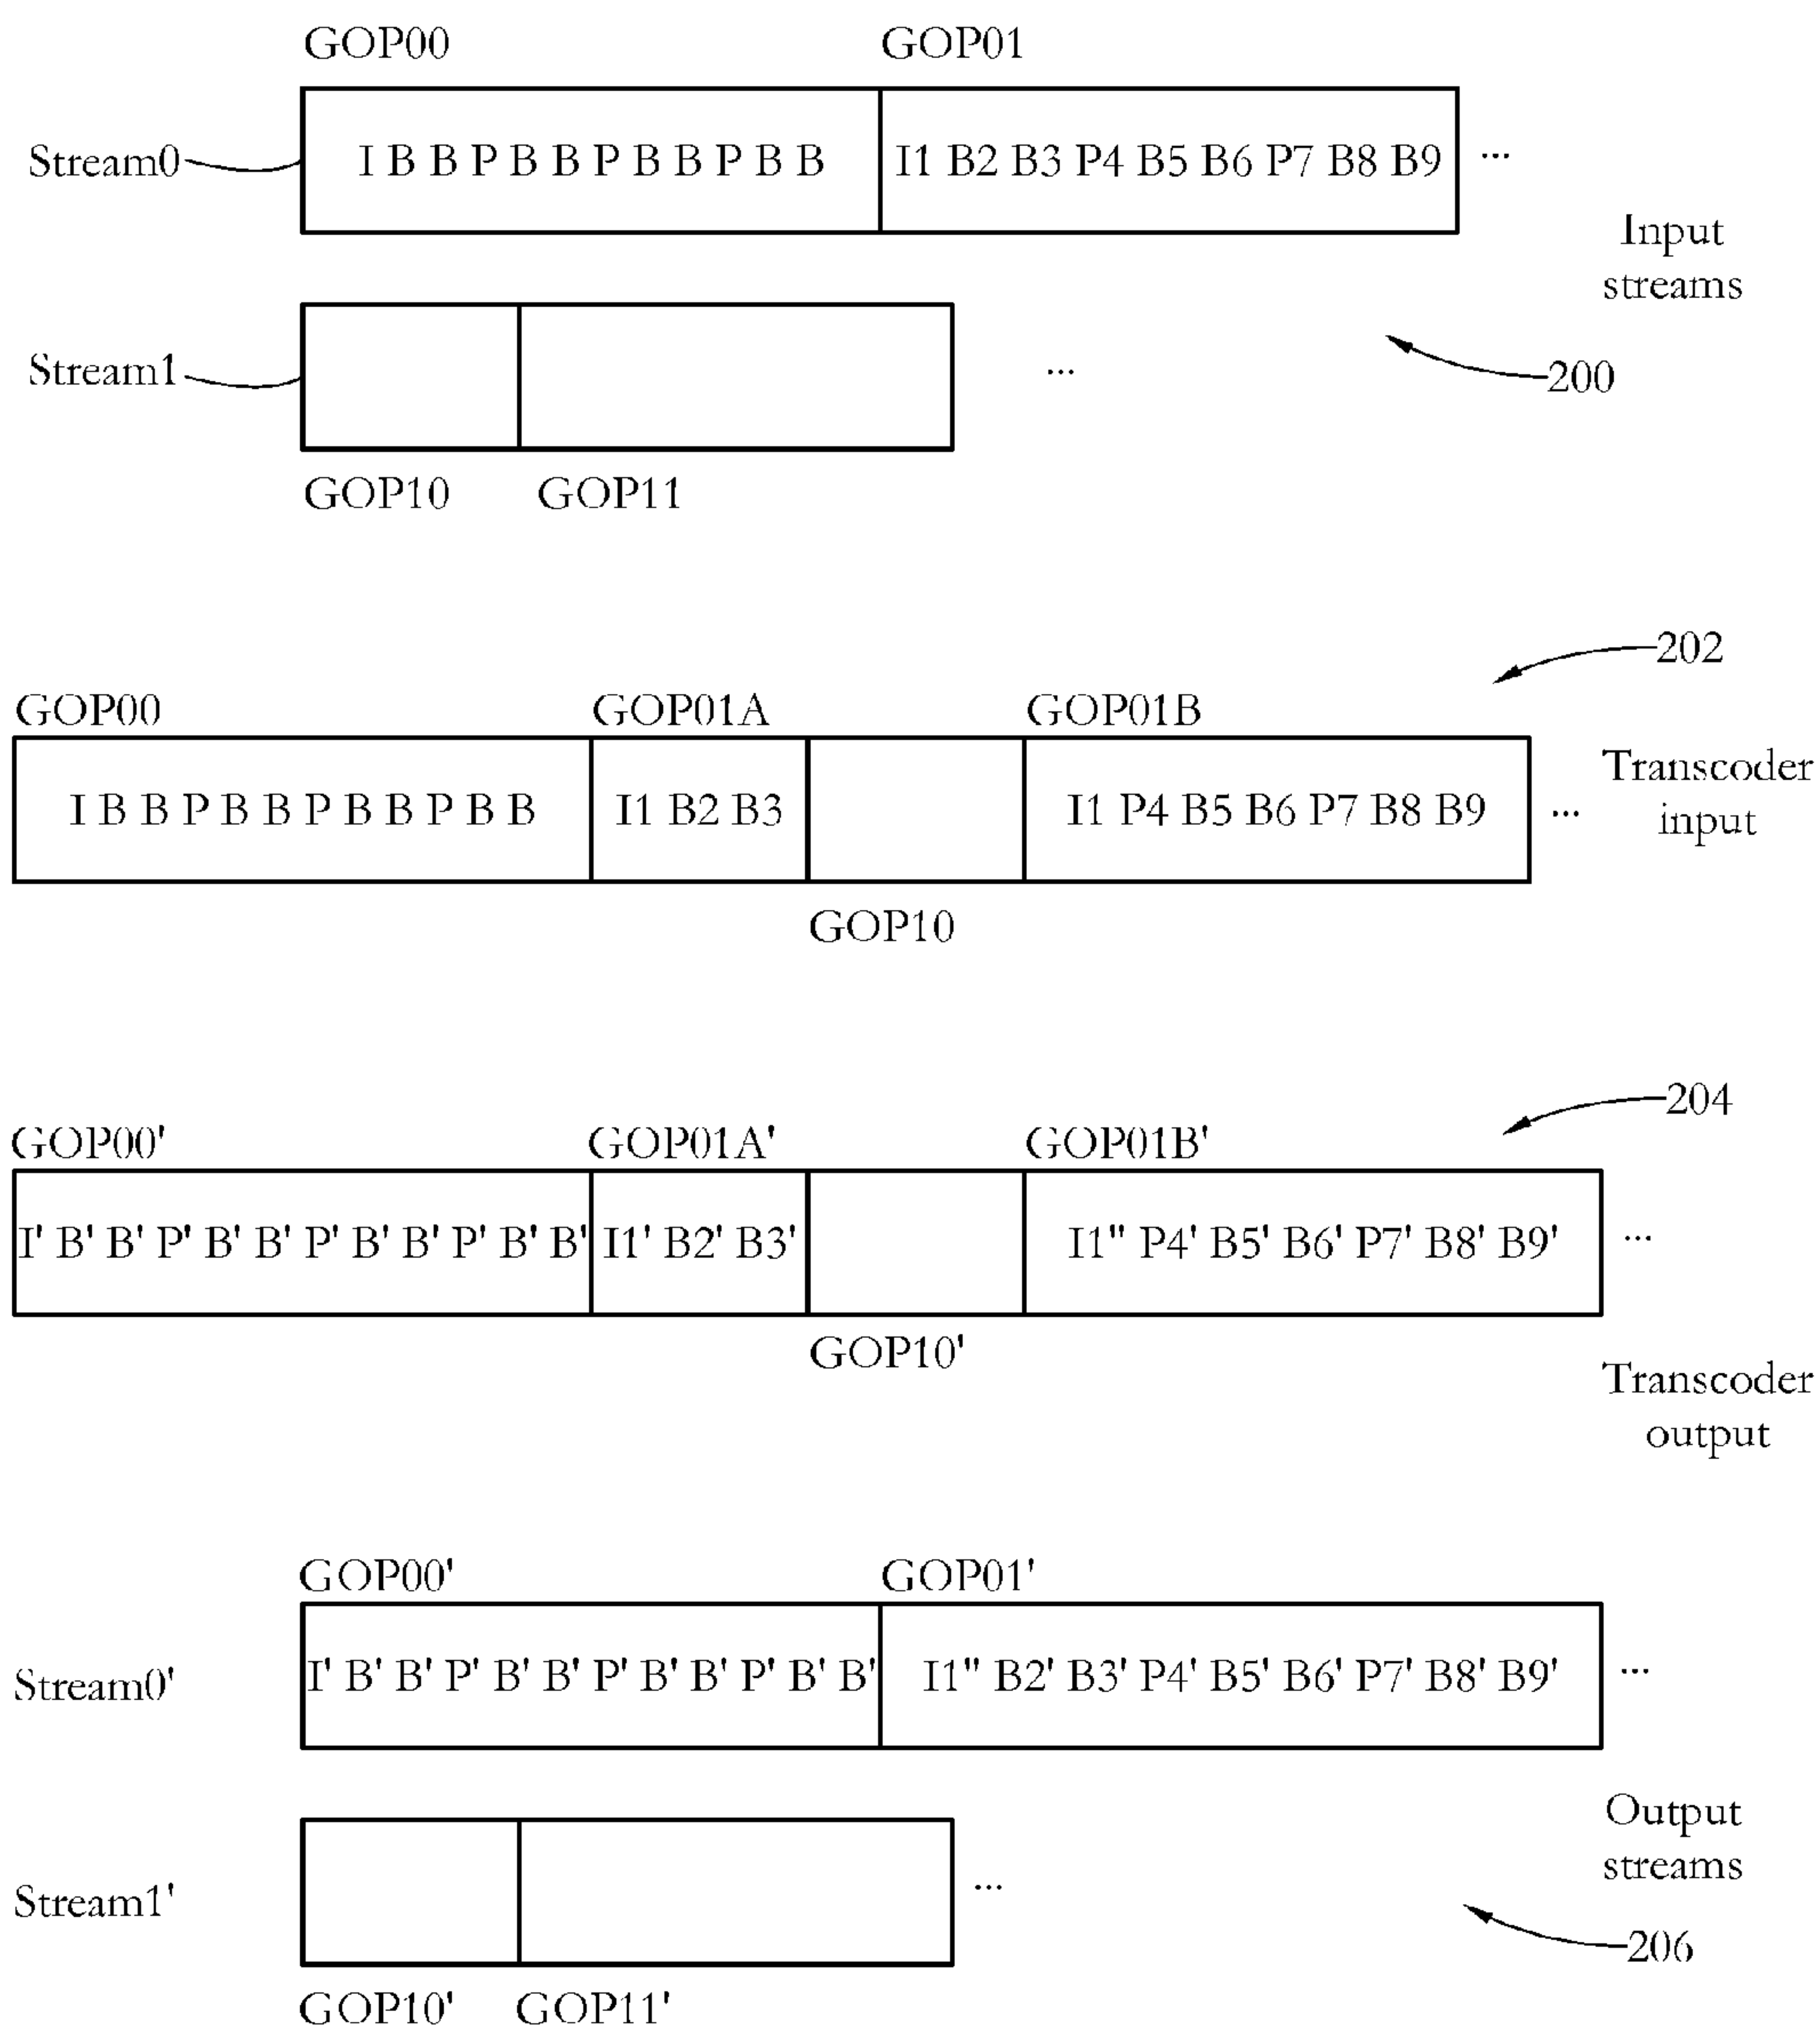 GOP00 GOP01
Stream0 I B B P B B P B B P B B I1 B2 B3 P4 B5 B6 P7 B8 B9 ...
Input
streams
Stream1 ...
200
GOP10 GOP11
202
GOP00 GOP01A GOP01B
I B B P B B P B B P B B I1 B2 B3 I1 P4 B5 B6 P7 B8 B9 ...
Transcoder
input
GOP10
204
GOP00' GOP01A' GOP01B'
I' B' B' P' B' B' P' B' B' P' B' B' I1' B2' B3' I1" P4' B5' B6' P7' B8' B9' ...
GOP10'
Transcoder
output
GOP00' GOP01'
Stream0' I' B' B' P' B' B' P' B' B' P' B' B' I1" B2' B3' P4' B5' B6' P7' B8' B9' ...
Output
streams
Stream1' ...
206
GOP10' GOP11'